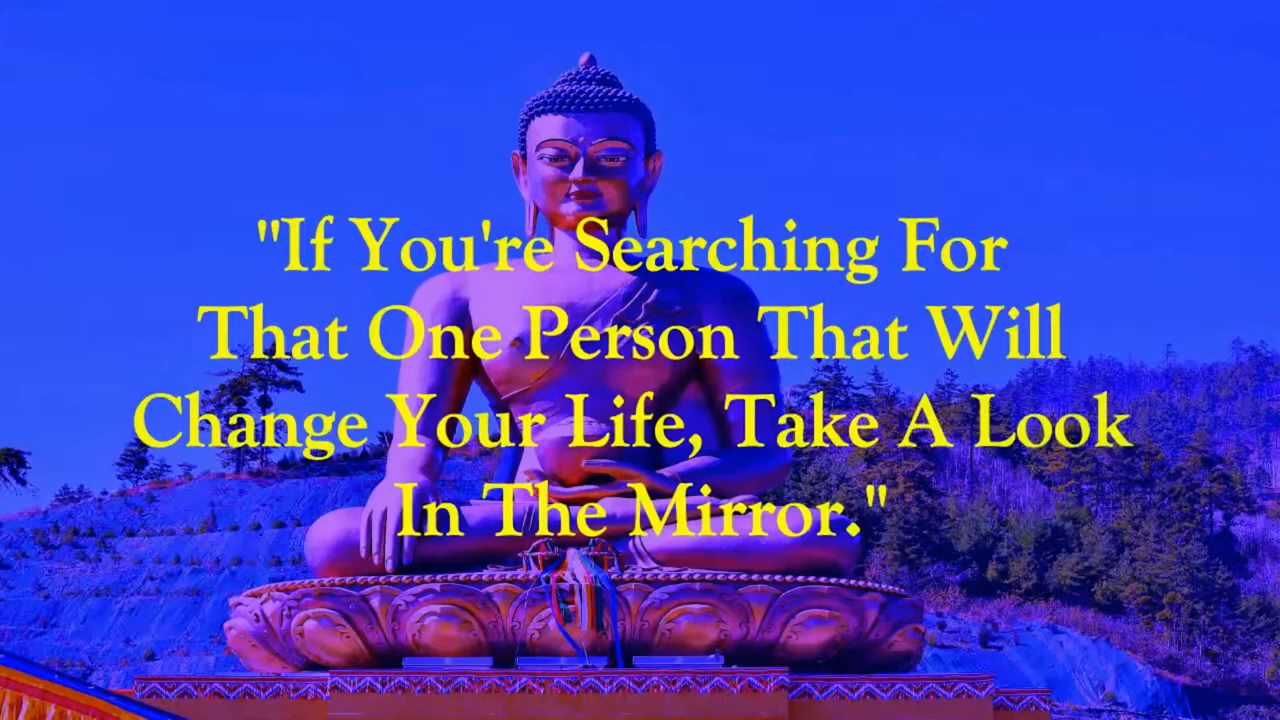 "If You're Searching For
That One Person That Will
Change Your Life, Take A Look
In The Mirror."